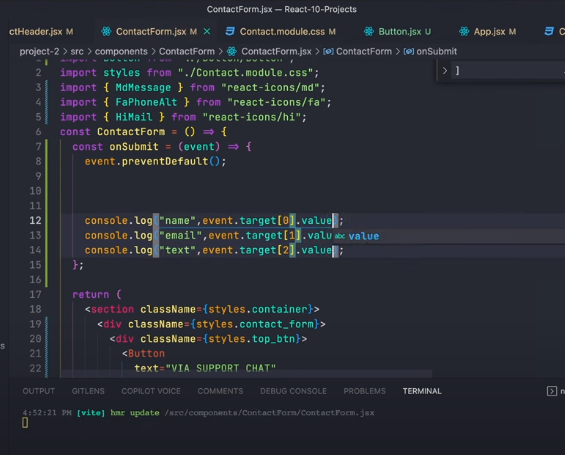 ContactForm.jsx — React-10-Projects
ctHeader.jsx M ContactForm.jsx M × Contact.module.css M Button.jsx U App.jsx M C
project-2 > src > components > ContactForm > ContactForm.jsx > ContactForm > onSubmit
1 import Button from "../Button/Button";
2 import styles from "./Contact.module.css";
3 import { MdMessage } from "react-icons/md";
4 import { FaPhoneAlt } from "react-icons/fa";
5 import { HiMail } from "react-icons/hi";
6 const ContactForm = () => {
7 const onSubmit = (event) => {
8 event.preventDefault();
9
10
11
12 console.log("name",event.target[0].value);
13 console.log("email",event.target[1].valu
14 console.log("text",event.target[2].value);
15 };
16
17 return (
18 <section className={styles.container}>
19 <div className={styles.contact_form}>
20 <div className={styles.top_btn}>
21 <Button
22 text="VIA SUPPORT CHAT"
> ]
abc value
s
OUTPUT GITLENS COPILOT VOICE COMMENTS DEBUG CONSOLE PROBLEMS TERMINAL n
4:52:21 PM [vite] hmr update /src/components/ContactForm/ContactForm.jsx